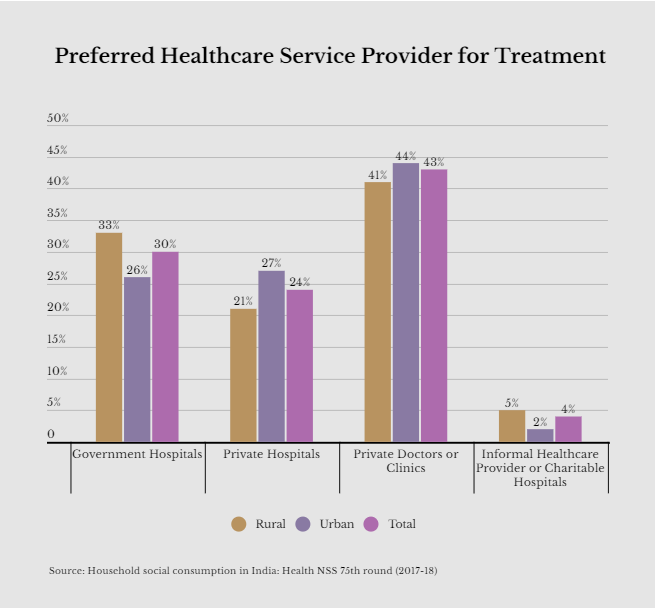 Preferred Healthcare Service Provider for Treatment
50%
45%
40%
35%
30%
25%
20%
15%
10%
5%
0
33%
26%
30%
21%
27%
24%
41%
44%
43%
5%
2%
4%
Government Hospitals
Private Hospitals
Private Doctors or
Clinics
Informal Healthcare
Provider or Charitable
Hospitals
Rural Urban Total
Source: Household social consumption in India: Health NSS 75th round (2017-18)